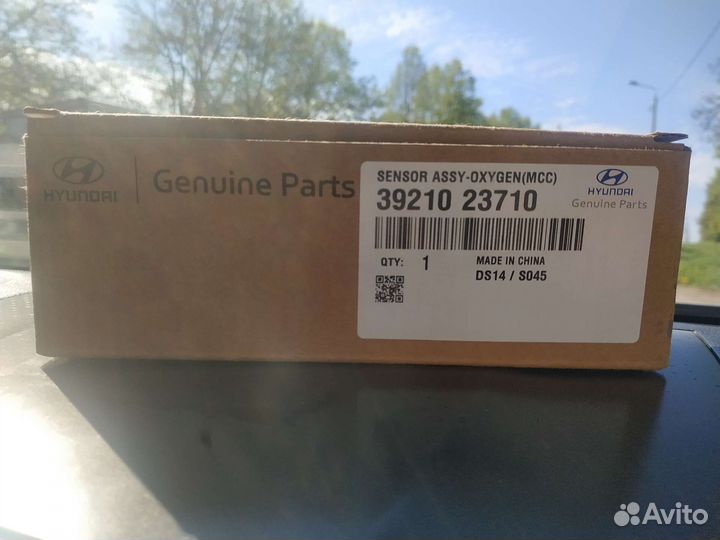 HYUNDAI
Genuine Parts
SENSOR ASSY-OXYGEN(MCC)
39210 23710
HYUNDAI
Genuine Parts
QTY: 1 MADE IN CHINA
DS14 / S045
Avito